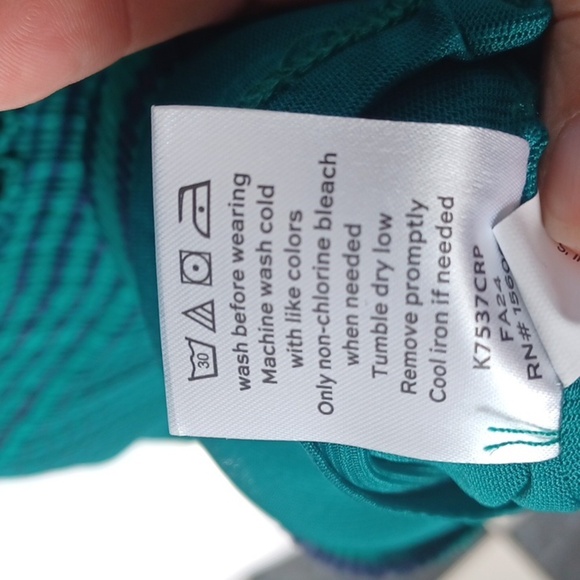 30
wash before wearing
Machine wash cold
with like colors
Only non-chlorine bleach
when needed
Tumble dry low
Remove promptly
Cool iron if needed
K7537CRP
FA24
RN#